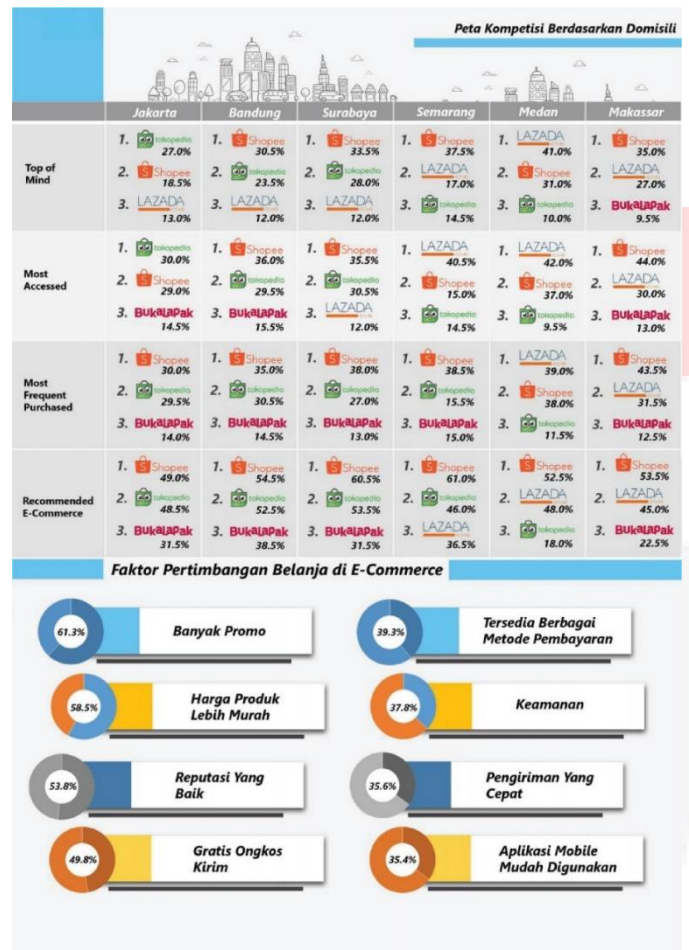 Peta Kompetisi Berdasarkan Domisili
Jakarta Bandung Surabaya Semarang Medan Makassar
Top of Mind
1. tokopedia 27.0% 1. Shopee 30.5% 1. Shopee 33.5% 1. Shopee 37.5% 1. LAZADA 41.0% 1. Shopee 35.0%
2. Shopee 18.5% 2. tokopedia 23.5% 2. tokopedia 28.0% 2. LAZADA 17.0% 2. Shopee 31.0% 2. LAZADA 27.0%
3. LAZADA 13.0% 3. LAZADA 12.0% 3. LAZADA 12.0% 3. tokopedia 14.5% 3. tokopedia 10.0% 3. BukaLaPak 9.5%
Most Accessed
1. tokopedia 30.0% 1. Shopee 36.0% 1. Shopee 35.5% 1. LAZADA 40.5% 1. LAZADA 42.0% 1. Shopee 44.0%
2. Shopee 29.0% 2. tokopedia 29.5% 2. tokopedia 30.5% 2. Shopee 15.0% 2. Shopee 37.0% 2. LAZADA 30.0%
3. BukaLaPak 14.5% 3. BukaLaPak 15.5% 3. LAZADA 12.0% 3. tokopedia 14.5% 3. tokopedia 9.5% 3. BukaLaPak 13.0%
Most Frequent Purchased
1. Shopee 30.0% 1. Shopee 35.0% 1. Shopee 38.0% 1. Shopee 38.5% 1. LAZADA 39.0% 1. Shopee 43.5%
2. tokopedia 29.5% 2. tokopedia 30.5% 2. tokopedia 27.0% 2. tokopedia 15.5% 2. Shopee 38.0% 2. LAZADA 31.5%
3. BukaLaPak 14.0% 3. BukaLaPak 14.5% 3. BukaLaPak 13.0% 3. BukaLaPak 15.0% 3. tokopedia 11.5% 3. BukaLaPak 12.5%
Recommended E-Commerce
1. Shopee 49.0% 1. Shopee 54.5% 1. Shopee 60.5% 1. Shopee 61.0% 1. Shopee 52.5% 1. Shopee 53.5%
2. tokopedia 48.5% 2. tokopedia 52.5% 2. tokopedia 53.5% 2. tokopedia 46.0% 2. LAZADA 48.0% 2. LAZADA 45.0%
3. BukaLaPak 31.5% 3. BukaLaPak 38.5% 3. BukaLaPak 31.5% 3. LAZADA 36.5% 3. tokopedia 18.0% 3. BukaLaPak 22.5%
Faktor Pertimbangan Belanja di E-Commerce
61.3% Banyak Promo
39.3% Tersedia Berbagai
Metode Pembayaran
58.5% Harga Produk
Lebih Murah
37.8% Keamanan
53.8% Reputasi Yang
Baik
35.6% Pengiriman Yang
Cepat
49.8% Gratis Ongkos
Kirim
35.4% Aplikasi Mobile
Mudah Digunakan